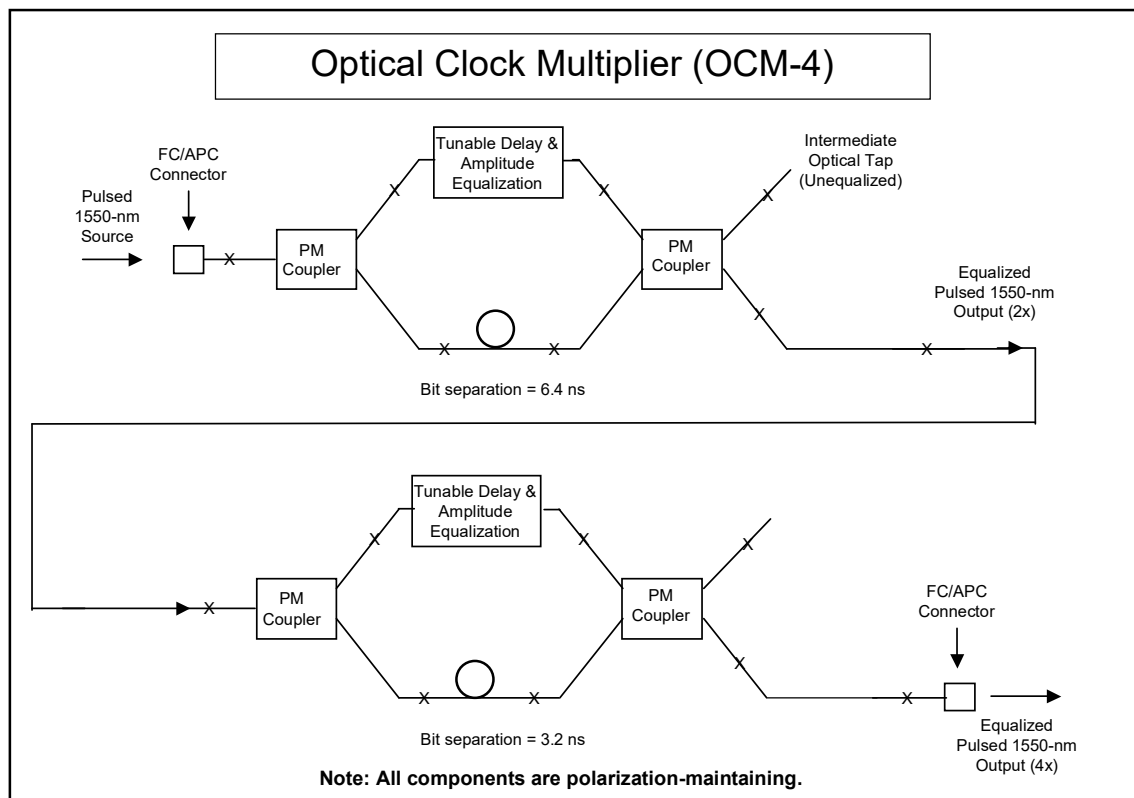 Optical Clock Multiplier (OCM-4)
FC/APC
Connector
Pulsed
1550-nm
Source
PM
Coupler
Tunable Delay &
Amplitude
Equalization
PM
Coupler
Intermediate
Optical Tap
(Unequalized)
Equalized
Pulsed 1550-nm
Output (2x)
Bit separation = 6.4 ns
PM
Coupler
Tunable Delay &
Amplitude
Equalization
PM
Coupler
FC/APC
Connector
Equalized
Pulsed 1550-nm
Output (4x)
Bit separation = 3.2 ns
Note: All components are polarization-maintaining.